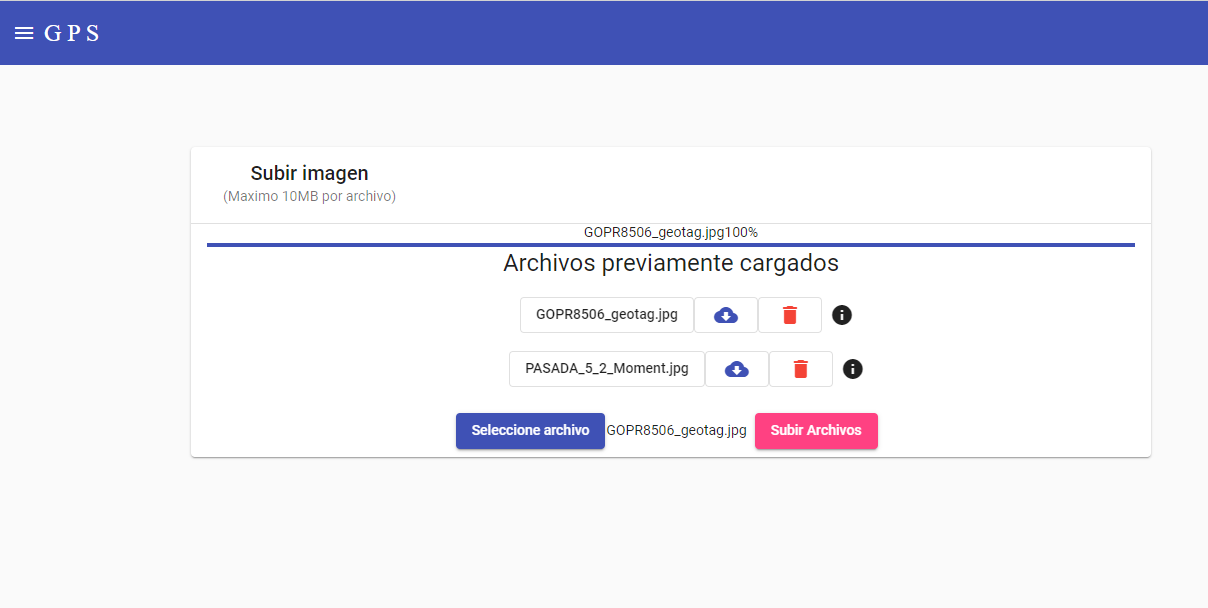 G P S
Subir imagen
(Maximo 10MB por archivo)
GOPR8506_geotag.jpg100%
Archivos previamente cargados
GOPR8506_geotag.jpg
PASADA_5_2_Moment.jpg
Seleccione archivo GOPR8506_geotag.jpg Subir Archivos